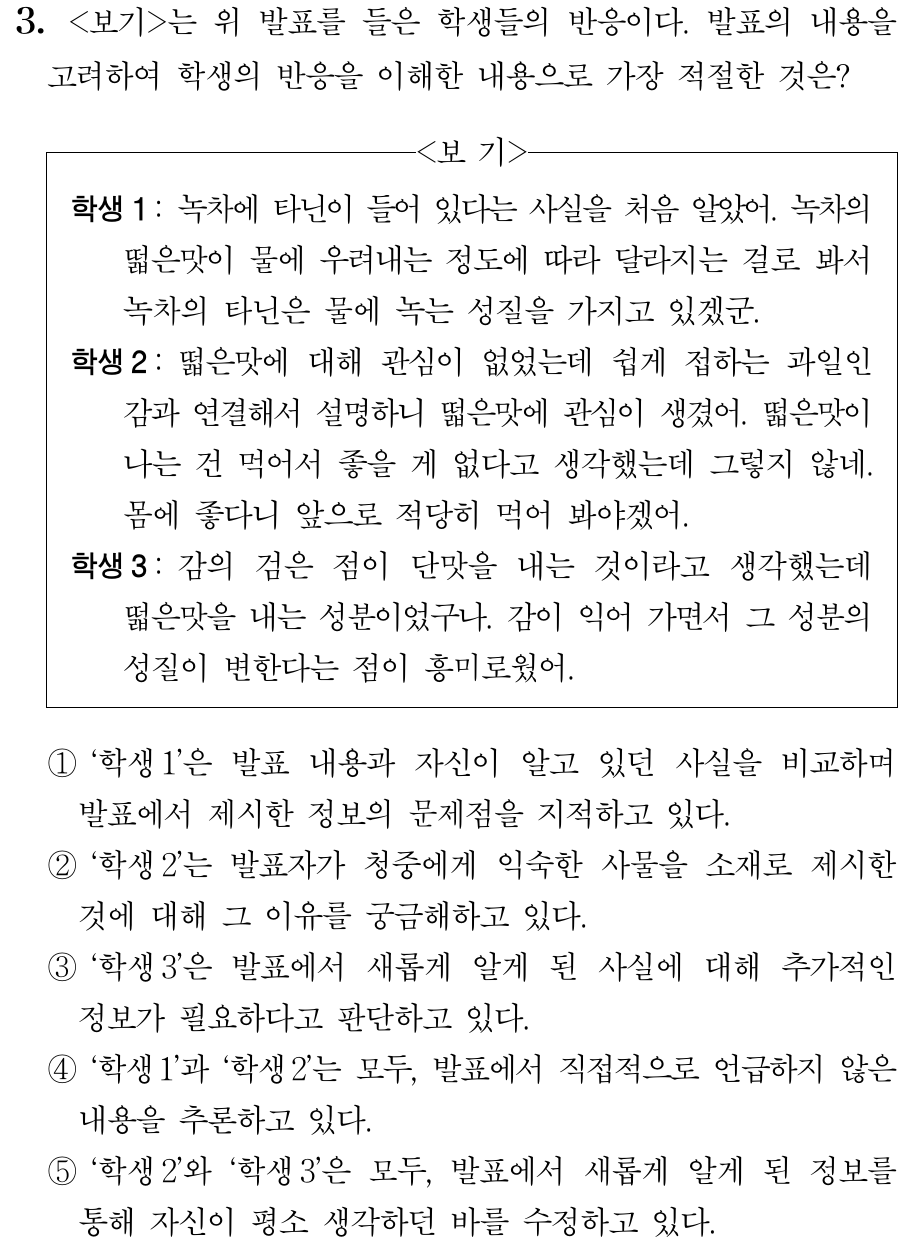 3. <보기>는 위 발표를 들은 학생들의 반응이다. 발표의 내용을
고려하여 학생의 반응을 이해한 내용으로 가장 적절한 것은?
<보 기>
학생 1 : 녹차에 타닌이 들어 있다는 사실을 처음 알았어. 녹차의
떫은맛이 물에 우려내는 정도에 따라 달라지는 걸로 봐서
녹차의 타닌은 물에 녹는 성질을 가지고 있겠군.
학생 2 : 떫은맛에 대해 관심이 없었는데 쉽게 접하는 과일인
감과 연결해서 설명하니 떫은맛에 관심이 생겼어. 떫은맛이
나는 건 먹어서 좋을 게 없다고 생각했는데 그렇지 않네.
몸에 좋다니 앞으로 적당히 먹어 봐야겠어.
학생 3 : 감의 검은 점이 단맛을 내는 것이라고 생각했는데
떫은맛을 내는 성분이었구나. 감이 익어 가면서 그 성분의
성질이 변한다는 점이 흥미로웠어.
① ‘학생 1’은 발표 내용과 자신이 알고 있던 사실을 비교하며
발표에서 제시한 정보의 문제점을 지적하고 있다.
② ‘학생 2’는 발표자가 청중에게 익숙한 사물을 소재로 제시한
것에 대해 그 이유를 궁금해하고 있다.
③ ‘학생 3’은 발표에서 새롭게 알게 된 사실에 대해 추가적인
정보가 필요하다고 판단하고 있다.
④ ‘학생 1’과 ‘학생 2’는 모두, 발표에서 직접적으로 언급하지 않은
내용을 추론하고 있다.
⑤ ‘학생 2’와 ‘학생 3’은 모두, 발표에서 새롭게 알게 된 정보를
통해 자신이 평소 생각하던 바를 수정하고 있다.